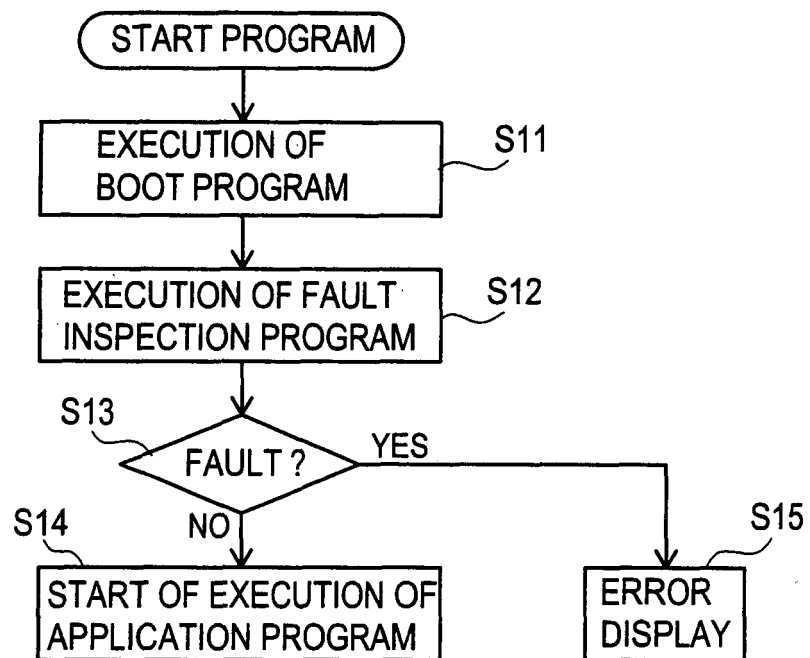 START PROGRAM
EXECUTION OF
BOOT PROGRAM
S11
EXECUTION OF FAULT
INSPECTION PROGRAM
S12
S13
FAULT ?
YES
NO
S14
START OF EXECUTION OF
APPLICATION PROGRAM
S15
ERROR
DISPLAY